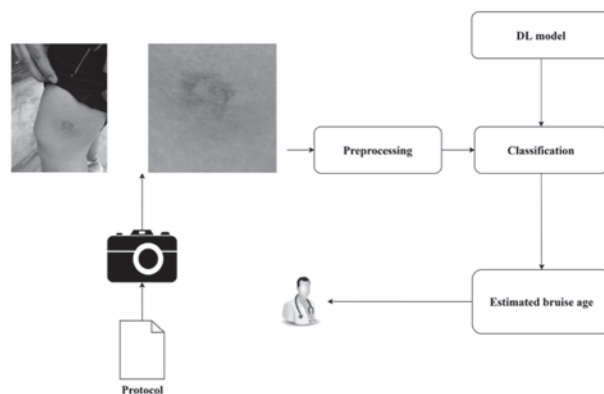 DL model
Preprocessing
Classification
Estimated bruise age
Protocol